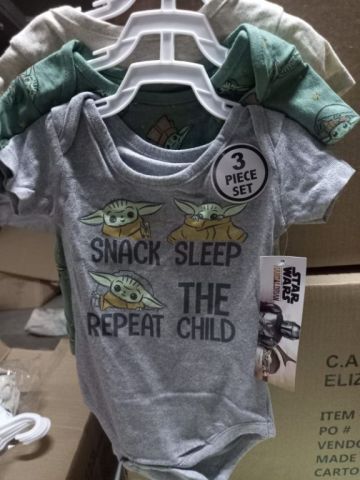 3
PIECE
SET
SNACK SLEEP
THE
REPEAT CHILD
STAR
WARS
C.A
ELIZ
ITEM
PO #
VENDO
MADE
CARTO